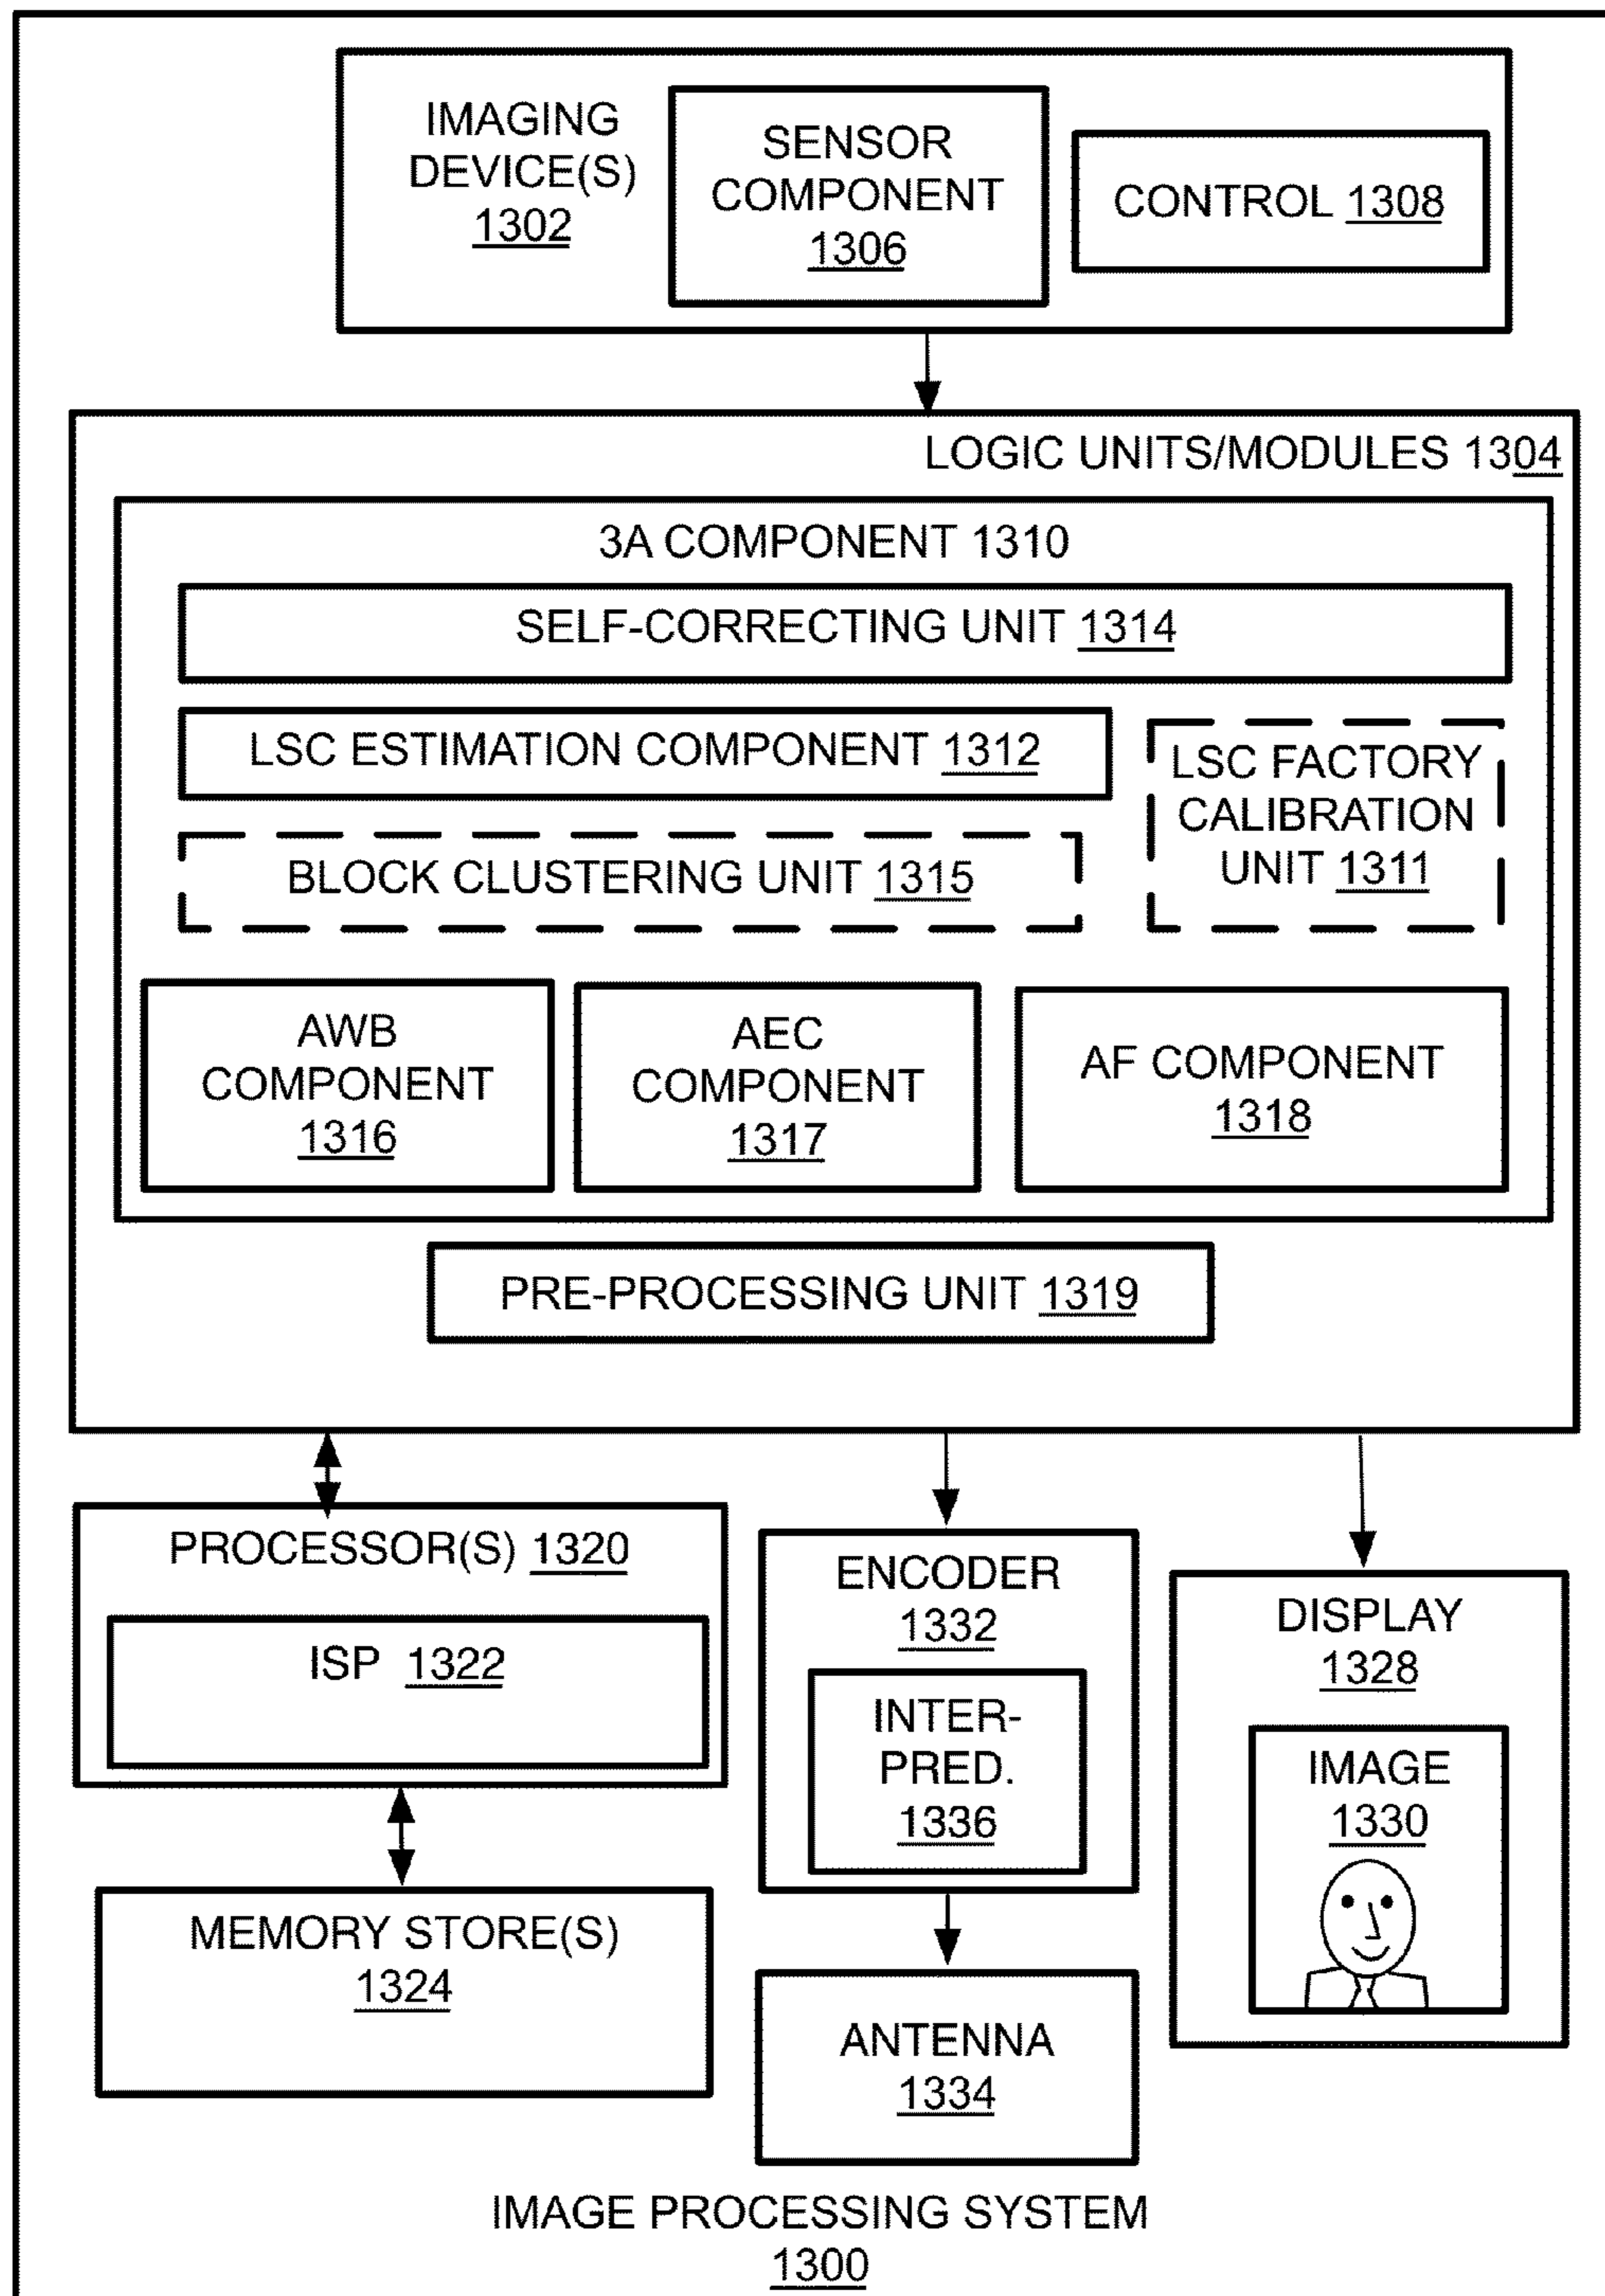 IMAGING
DEVICE(S)
1302
SENSOR
COMPONENT
1306
CONTROL 1308
LOGIC UNITS/MODULES 1304
3A COMPONENT 1310
SELF-CORRECTING UNIT 1314
LSC ESTIMATION COMPONENT 1312
LSC FACTORY
CALIBRATION
UNIT 1311
BLOCK CLUSTERING UNIT 1315
AWB
COMPONENT
1316
AEC
COMPONENT
1317
AF COMPONENT
1318
PRE-PROCESSING UNIT 1319
PROCESSOR(S) 1320
ISP 1322
MEMORY STORE(S)
1324
ENCODER
1332
INTER-
PRED.
1336
ANTENNA
1334
DISPLAY
1328
IMAGE
1330
IMAGE PROCESSING SYSTEM
1300